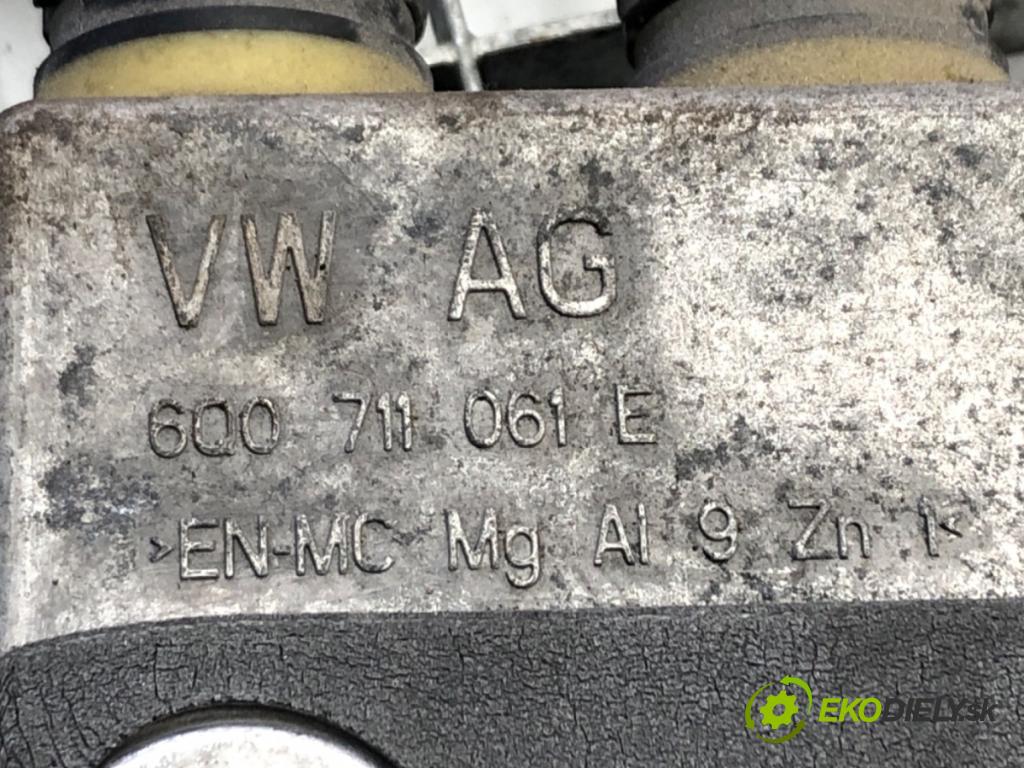 VW AG
6Q0 711 061 E
>EN-MC Mg Al 9 Zn 1<
EKODIELY.sk